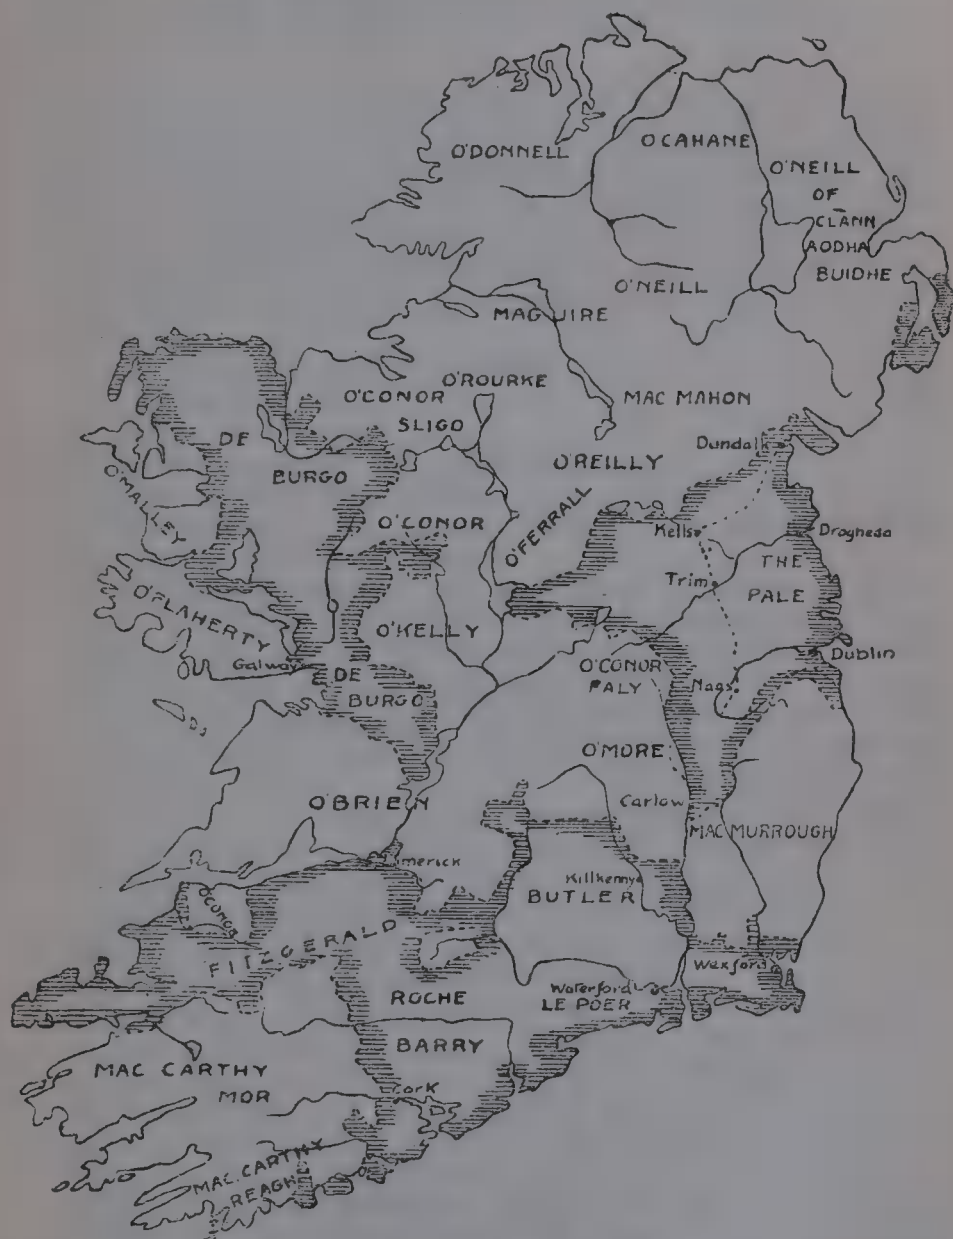 O'DONNELL
O'CAHANE
O'NEILL
OF
CLANN
AODHA
BUIDHE
O'NEILL
MAGUIRE
O'ROURKE
O'CONOR
SLIGO
MAC MAHON
DE
BURGO
O'REILLY
Dundalk
O'MALLEY
O'CONOR
O'FERRALL
Kells
Drogheda
THE
PALE
Trim
O'FLAHERTY
O'KELLY
Galway
DE
BURGO
O'CONOR
FALY
Naas
Dublin
O'MORE
O'BRIEN
Carlow
MAC MURROUGH
Limerick
Killkenny
BUTLER
O'CONOR
FITZGERALD
Wexford
Waterford
LE POER
ROCHE
BARRY
MAC CARTHY
MOR
Cork
MAC CARTHY
REAGH